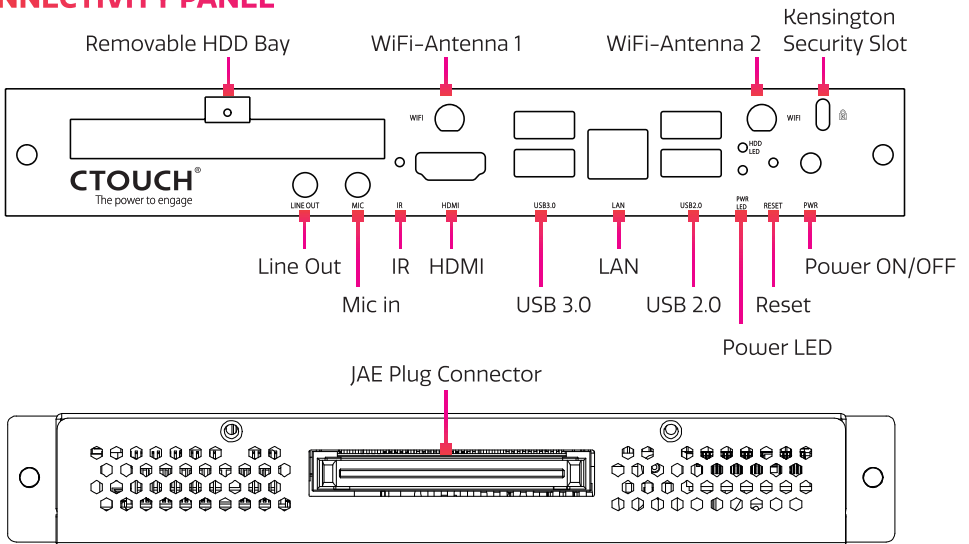 NNECTIVITY PANEL
Removable HDD Bay
WiFi-Antenna 1
WiFi-Antenna 2
Kensington
Security Slot
WIFI
WIFI
HDD
LED
CTOUCH®
The power to engage
LINE OUT
MIC
IR
HDMI
USB3.0
LAN
USB2.0
PWR
LED
RESET
PWR
Line Out
IR
HDMI
LAN
Power ON/OFF
Mic in
USB 3.0
USB 2.0
Reset
Power LED
JAE Plug Connector